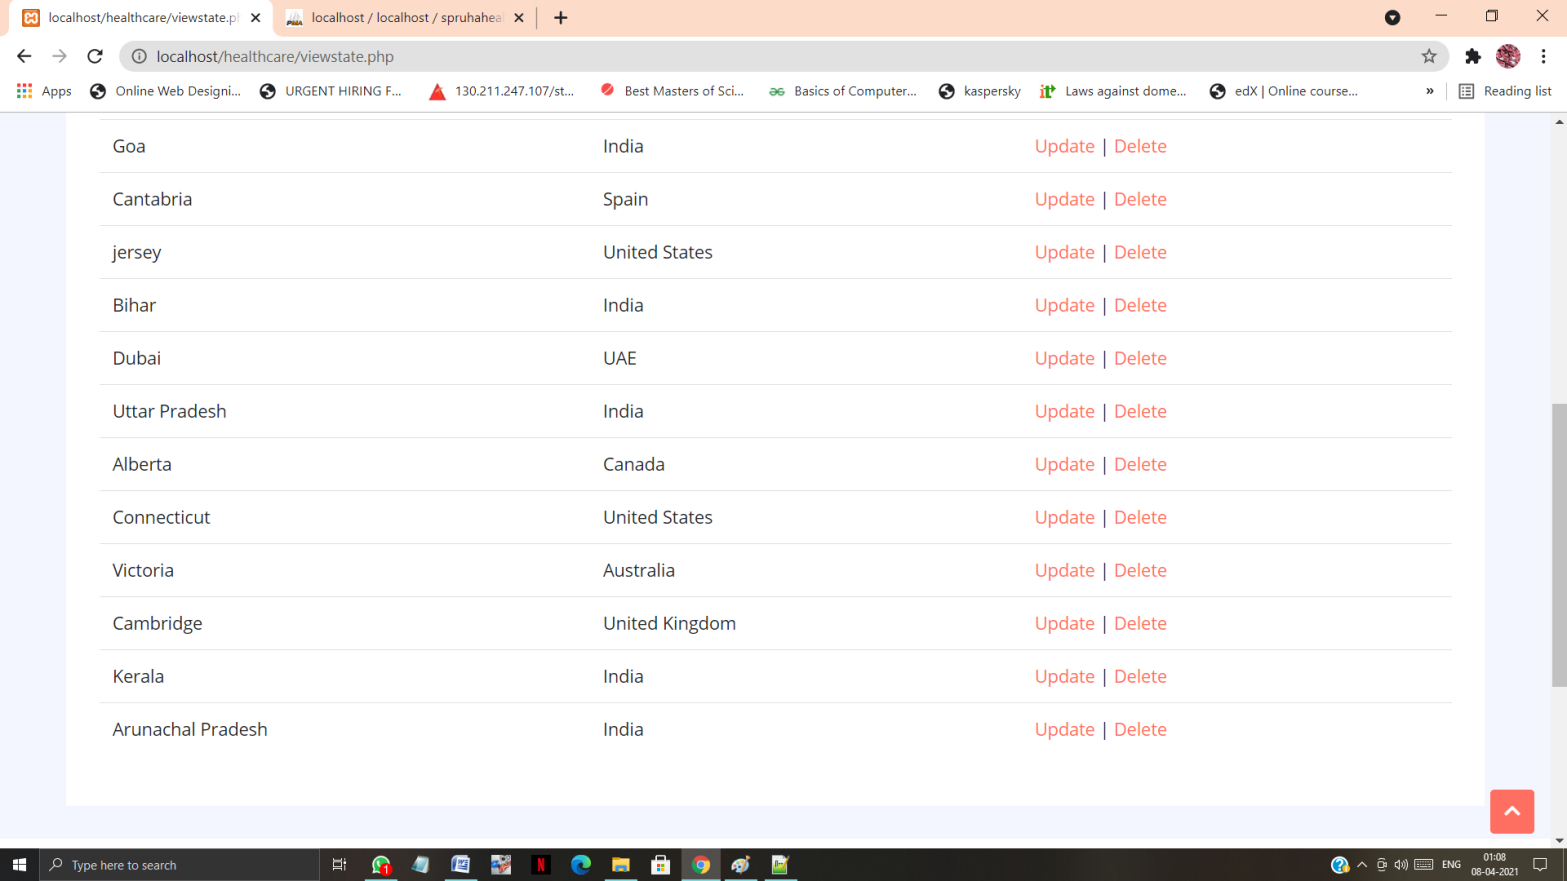 localhost/healthcare/viewstate.p
localhost / localhost / spruhahea
localhost/healthcare/viewstate.php
Apps
Online Web Designi...
URGENT HIRING F...
130.211.247.107/st...
Best Masters of Sci...
Basics of Computer...
kaspersky
Laws against dome...
edX | Online course...
»
Reading list
Goa India Update | Delete
Cantabria Spain Update | Delete
jersey United States Update | Delete
Bihar India Update | Delete
Dubai UAE Update | Delete
Uttar Pradesh India Update | Delete
Alberta Canada Update | Delete
Connecticut United States Update | Delete
Victoria Australia Update | Delete
Cambridge United Kingdom Update | Delete
Kerala India Update | Delete
Arunachal Pradesh India Update | Delete
Type here to search
1
N
ENG
01:08
08-04-2021